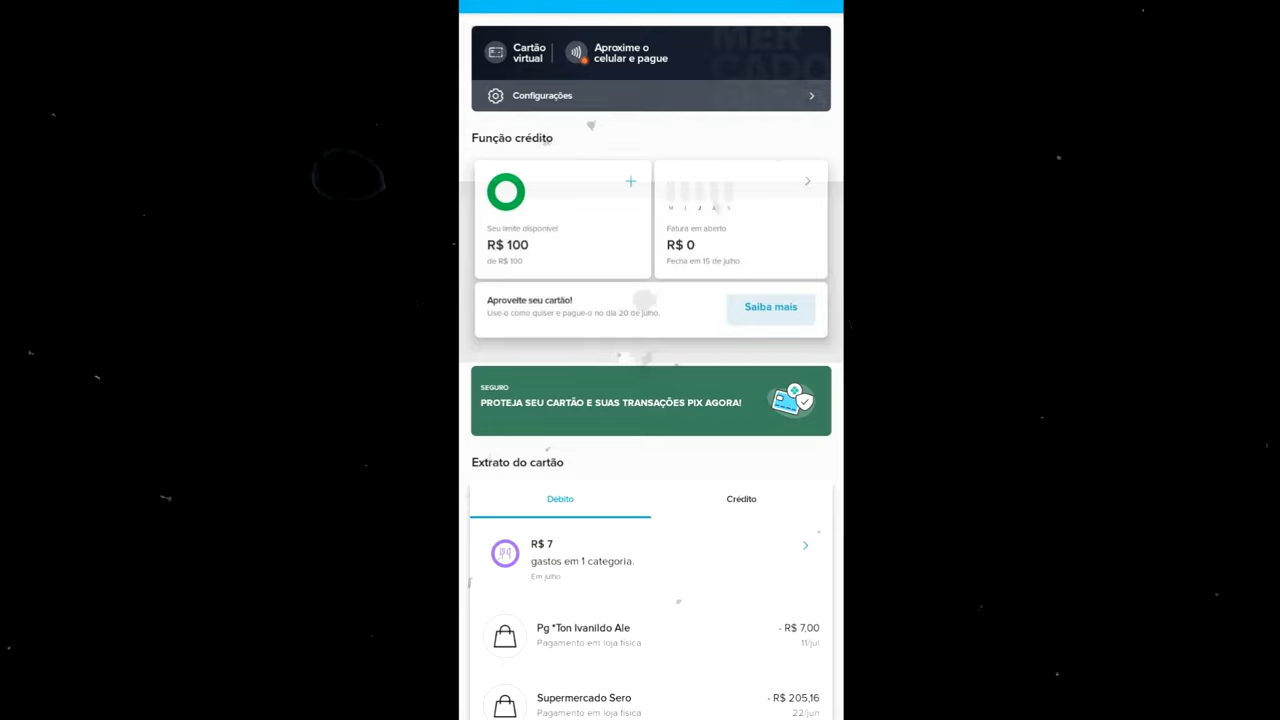 MER
CADO
Cartão
virtual
Aproxime o
celular e pague
Configurações
Função crédito
Seu limite disponível
R$ 100
de R$ 100
M J J A S
Fatura em aberto
R$ 0
Fecha em 15 de julho
Aproveite seu cartão!
Use-o como quiser e pague-o no dia 20 de julho.
Saiba mais
SEGURO
PROTEJA SEU CARTÃO E SUAS TRANSAÇÕES PIX AGORA!
Extrato do cartão
Débito
Crédito
R$ 7
gastos em 1 categoria.
Em julho
Pg *Ton Ivanildo Ale
- R$ 7,00
Pagamento em loja física
11/jul
Supermercado Sero
- R$ 205,16
Pagamento em loja física
22/jun